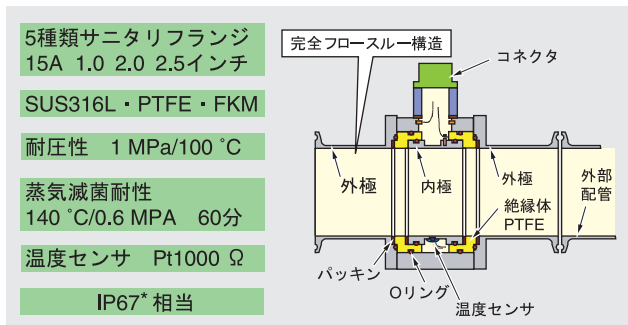 5種類サニタリフランジ
15A 1.0 2.0 2.5インチ
SUS316L・PTFE・FKM
耐圧性 1 MPa/100 ˚C
蒸気滅菌耐性
140 ˚C/0.6 MPA 60分
温度センサ Pt1000 Ω
IP67*相当
完全フロースルー構造
コネクタ
外極
内極
外極
外部
配管
絶縁体
PTFE
パッキン
Oリング
温度センサ